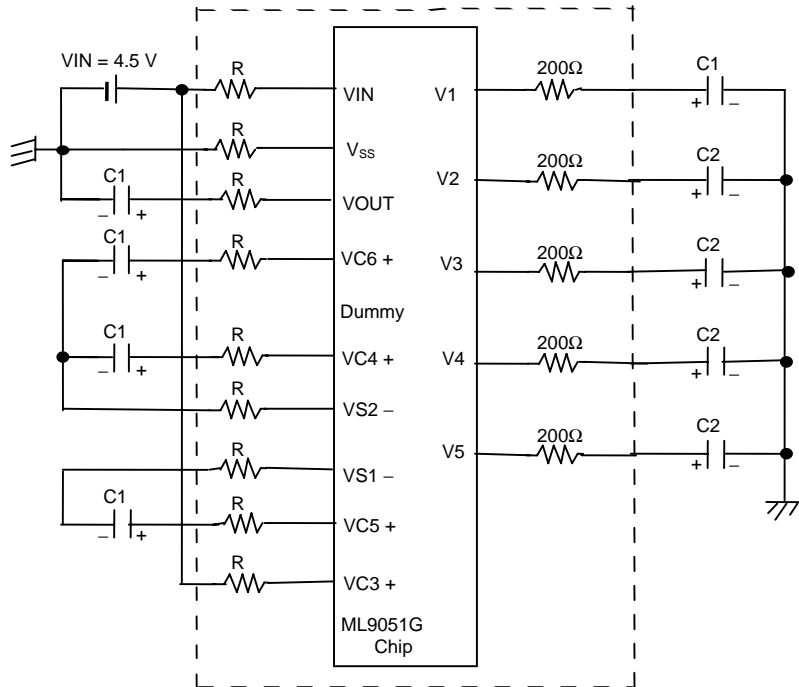 VIN = 4.5 V
R
VIN
V1
200Ω
C1
+ –
R
VSS
C1
– +
R
VOUT
V2
200Ω
C2
+ –
C1
– +
R
VC6 +
V3
200Ω
C2
+ –
Dummy
C1
– +
R
VC4 +
V4
200Ω
C2
+ –
R
VS2 –
R
VS1 –
V5
200Ω
C2
+ –
C1
– +
R
VC5 +
R
VC3 +
ML9051G
Chip